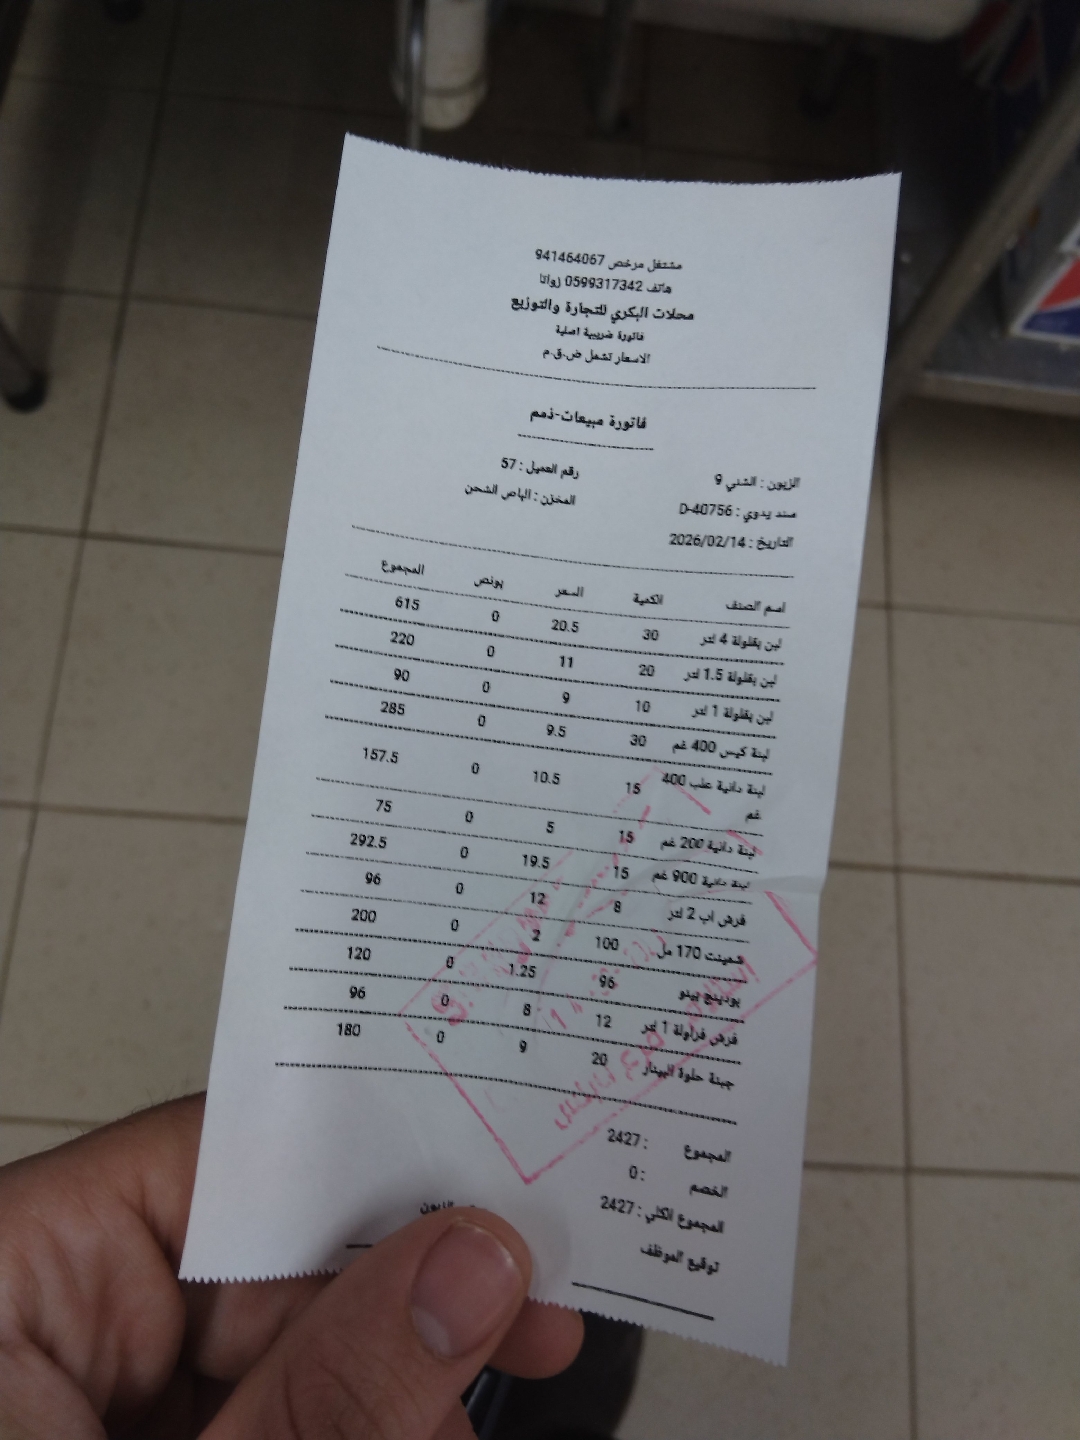 مشتغل مرخص 941464067
هاتف 0599317342 زواتا
محلات البكري للتجارة والتوزيع
فاتورة ضريبية اصلية
الاسعار تشمل ض.ق.م
فاتورة مبيعات-ذمم
الزبون : الشني 9 رقم العميل : 57
سند يدوي : D-40756 المخزن : الباص الشحن
التاريخ : 2026/02/14
اسم الصنف الكمية السعر بونص المجموع
لبن بقلولة 4 لتر 30 20.5 0 615
لبن بقلولة 1.5 لتر 20 11 0 220
لبن بقلولة 1 لتر 10 9 0 90
لبنة كيس 400 غم 30 9.5 0 285
لبنة دانية علب 400 15 10.5 0 157.5
غم
لبنة دانية 200 غم 15 5 0 75
لبنة دانية 900 غم 15 19.5 0 292.5
فرش اب 2 لتر 8 12 0 96
شمينت 170 مل 100 2 0 200
بودينج بينو 96 1.25 0 120
فرش فراولة 1 لتر 12 8 0 96
جبنة حلوة البينار 20 9 0 180
المجموع : 2427
الخصم : 0
المجموع الكلي : 2427
توقيع الموظف الزبون
فرع نابلس